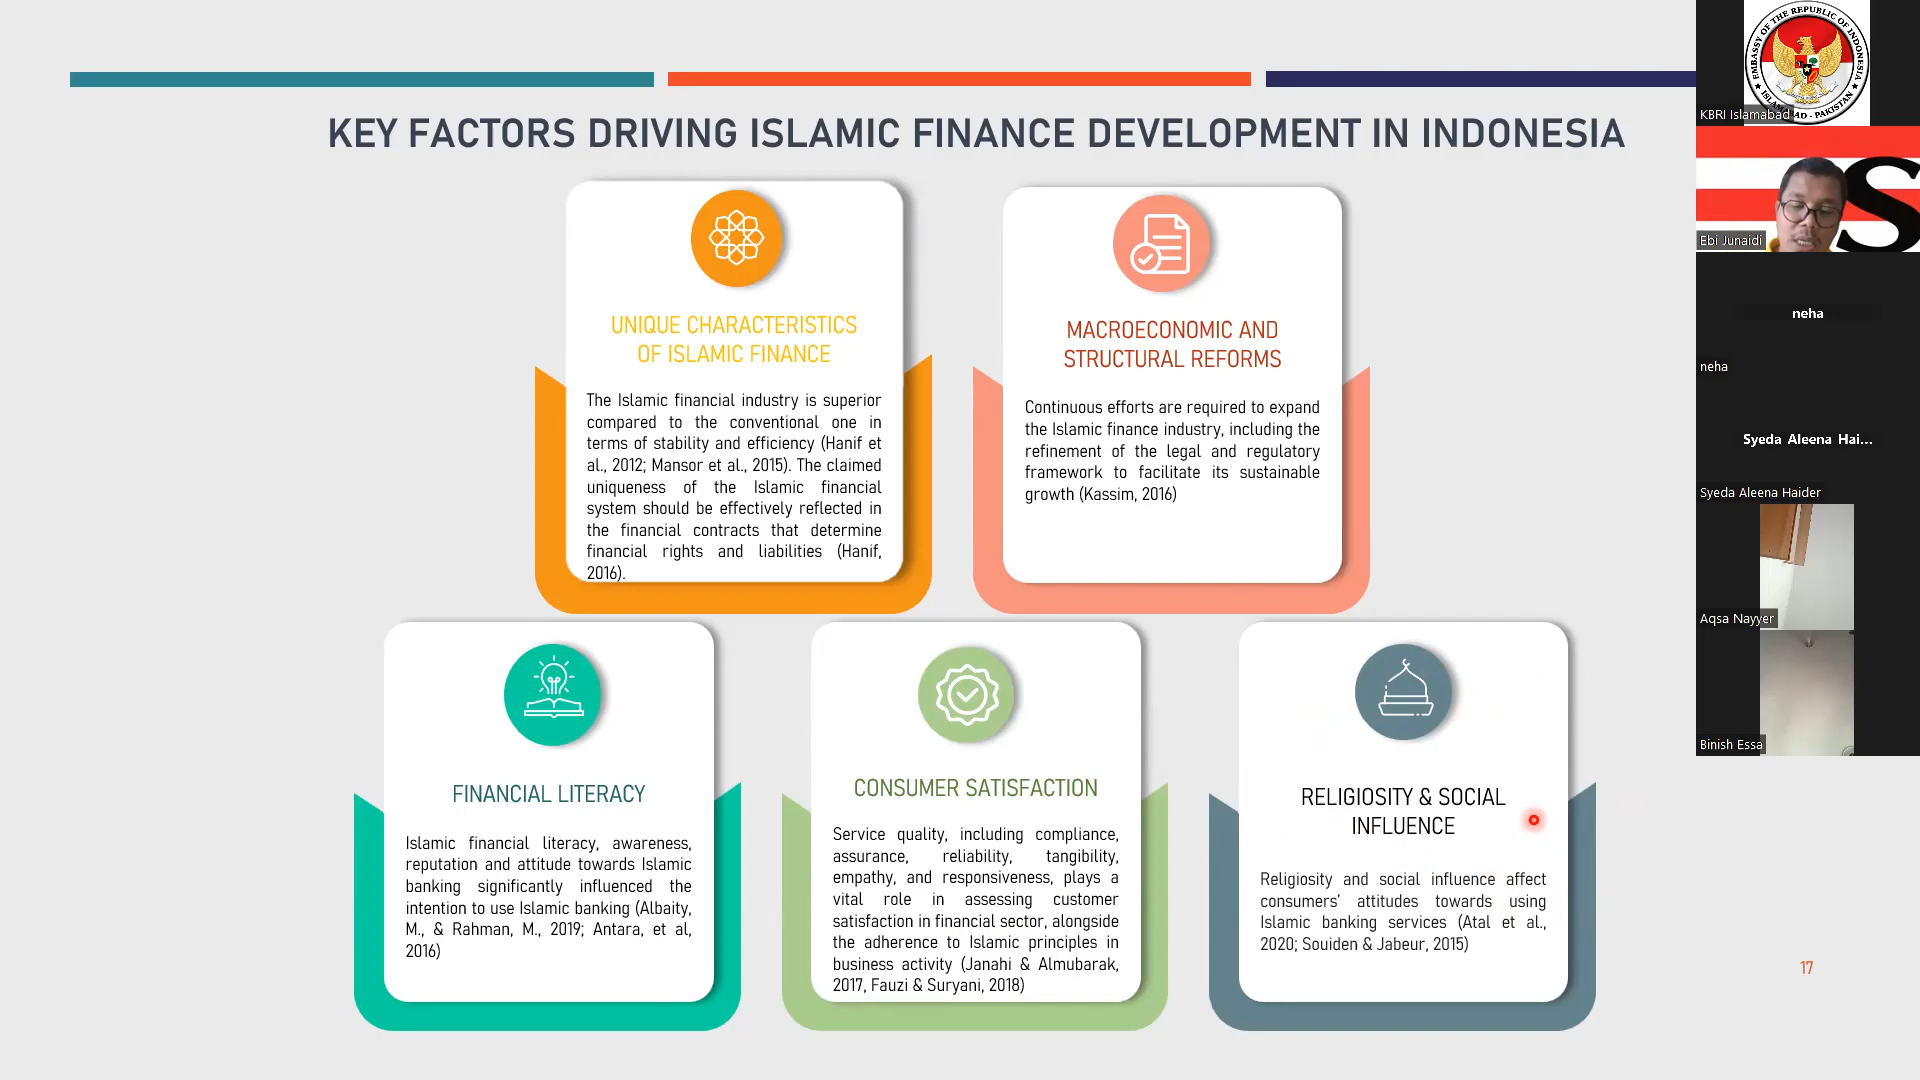 KEY FACTORS DRIVING ISLAMIC FINANCE DEVELOPMENT IN INDONESIA
UNIQUE CHARACTERISTICS
OF ISLAMIC FINANCE
The Islamic financial industry is superior
compared to the conventional one in
terms of stability and efficiency (Hanif et
al., 2012; Mansor et al., 2015). The claimed
uniqueness of the Islamic financial
system should be effectively reflected in
the financial contracts that determine
financial rights and liabilities (Hanif,
2016).
MACROECONOMIC AND
STRUCTURAL REFORMS
Continuous efforts are required to expand
the Islamic finance industry, including the
refinement of the legal and regulatory
framework to facilitate its sustainable
growth (Kassim, 2016)
FINANCIAL LITERACY
Islamic financial literacy, awareness,
reputation and attitude towards Islamic
banking significantly influenced the
intention to use Islamic banking (Albaity,
M., & Rahman, M., 2019; Antara, et al,
2016)
CONSUMER SATISFACTION
Service quality, including compliance,
assurance, reliability, tangibility,
empathy, and responsiveness, plays a
vital role in assessing customer
satisfaction in financial sector, alongside
the adherence to Islamic principles in
business activity (Janahi & Almubarak,
2017, Fauzi & Suryani, 2018)
RELIGIOSITY & SOCIAL
INFLUENCE
Religiosity and social influence affect
consumers' attitudes towards using
Islamic banking services (Atal et al.,
2020; Souiden & Jabeur, 2015)
17
EMBASSY OF THE REPUBLIC OF INDONESIA
KBRI Islamabad
AD - PAKISTAN
S
Ebi Junaidi
neha
neha
Syeda Aleena Hai...
Syeda Aleena Haider
Aqsa Nayyer
Binish Essa